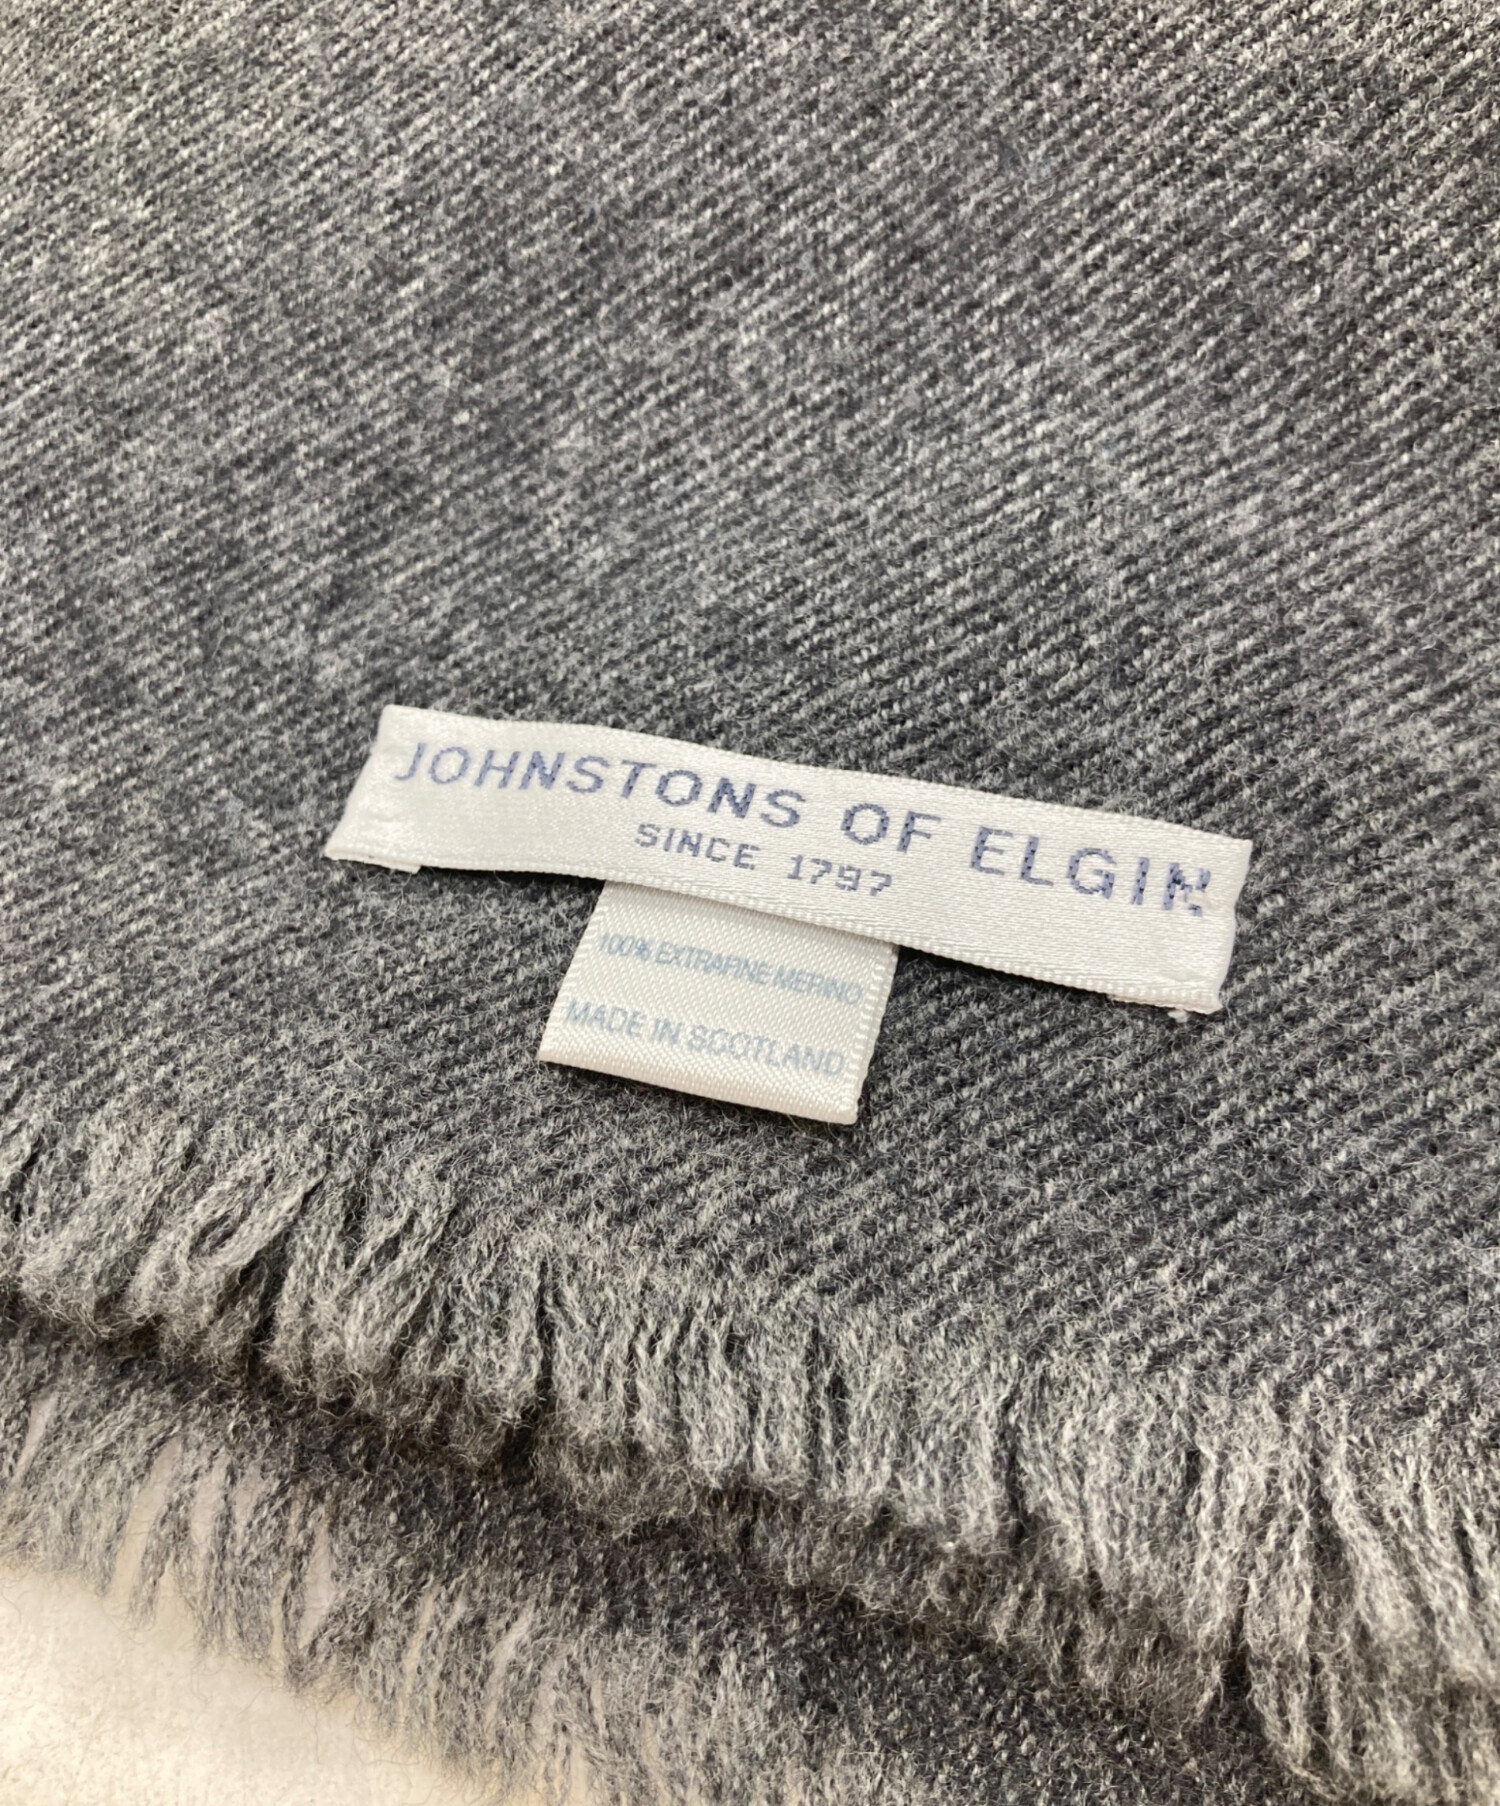 JOHNSTONS OF ELGIN
SINCE 1797
100% EXTRAFINE MERINO
MADE IN SCOTLAND